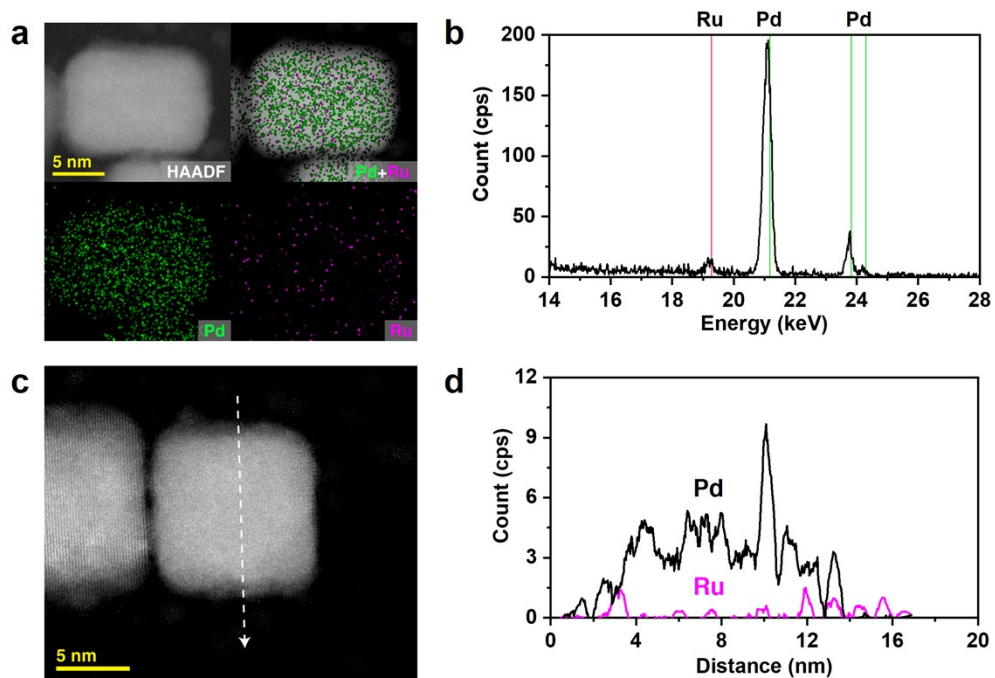 a
5 nm
HAADF
Pd+Ru
Pd
Ru
b
Ru Pd Pd
200
150
100
50
0
Count (cps)
14 16 18 20 22 24 26 28
Energy (keV)
c
5 nm
d
12
9
6
3
0
Count (cps)
Pd
Ru
0 4 8 12 16 20
Distance (nm)